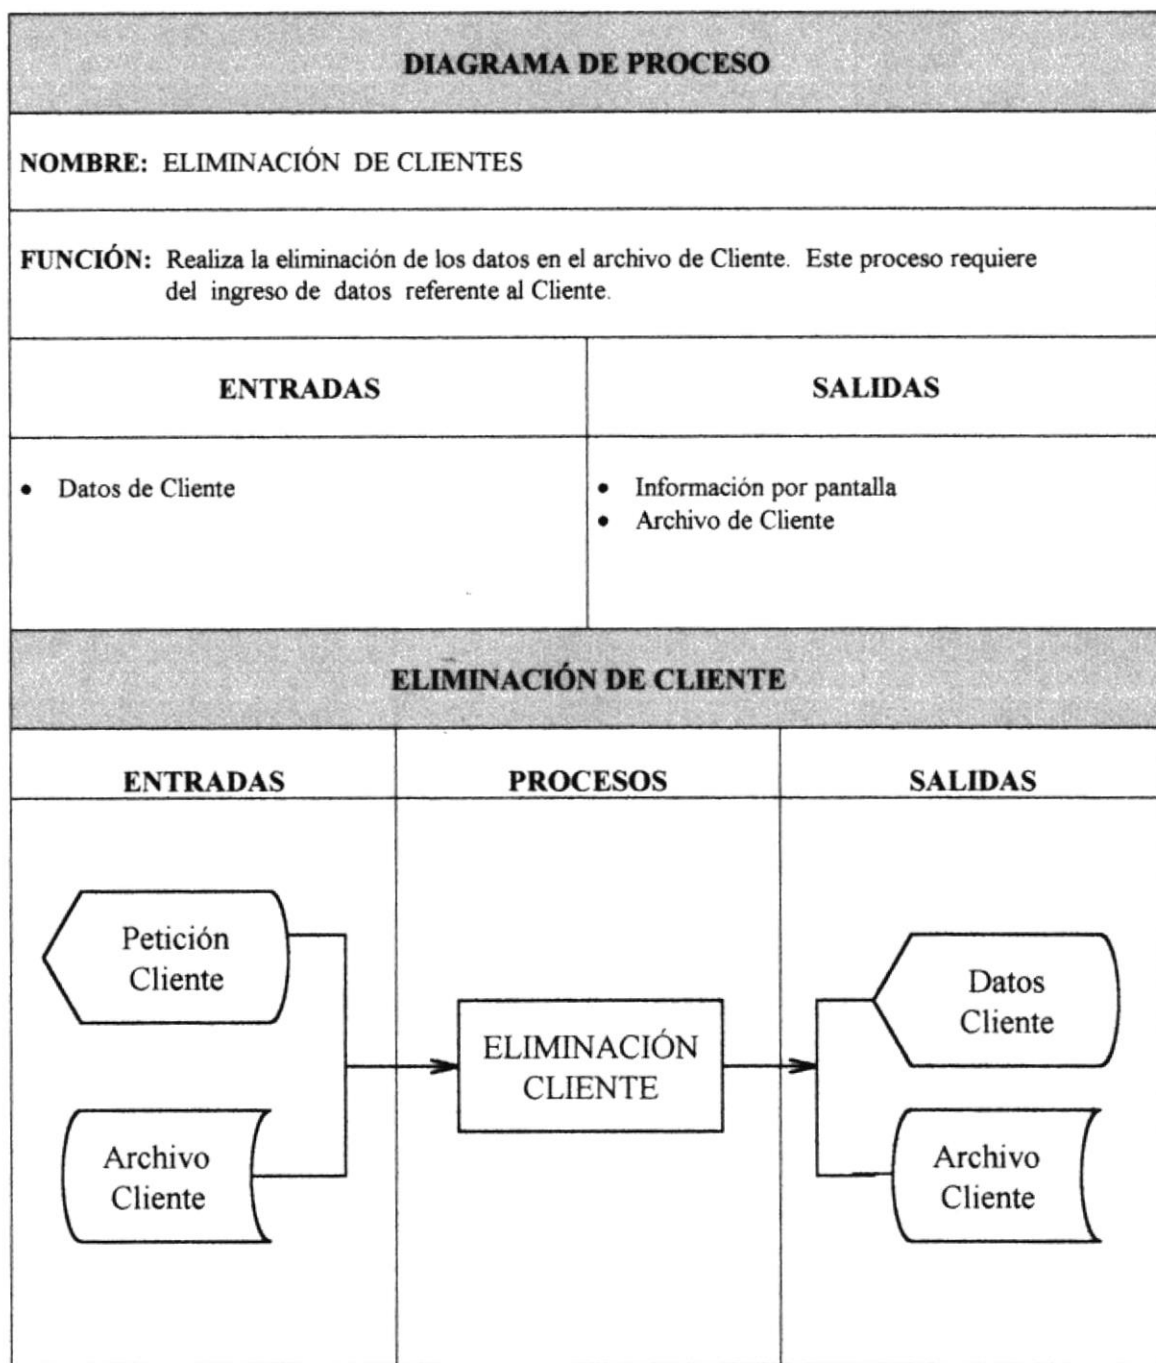 DIAGRAMA DE PROCESO
NOMBRE: ELIMINACIÓN DE CLIENTES
FUNCIÓN: Realiza la eliminación de los datos en el archivo de Cliente. Este proceso requiere
del ingreso de datos referente al Cliente.
ENTRADAS
SALIDAS
• Datos de Cliente
• Información por pantalla
• Archivo de Cliente
ELIMINACIÓN DE CLIENTE
ENTRADAS
PROCESOS
SALIDAS
Petición
Cliente
Archivo
Cliente
ELIMINACIÓN
CLIENTE
Datos
Cliente
Archivo
Cliente